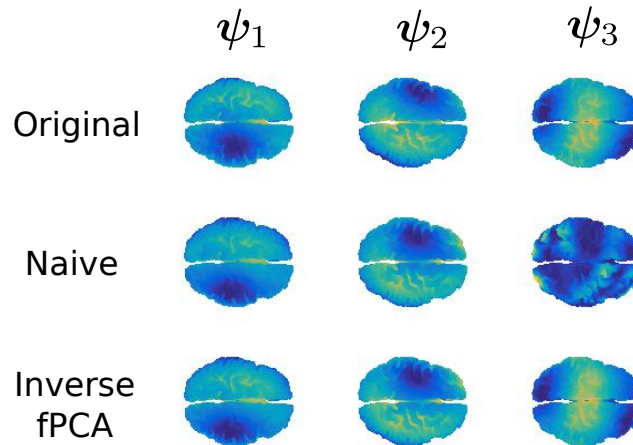 ψ1 ψ2 ψ3
Original
Naive
Inverse
fPCA